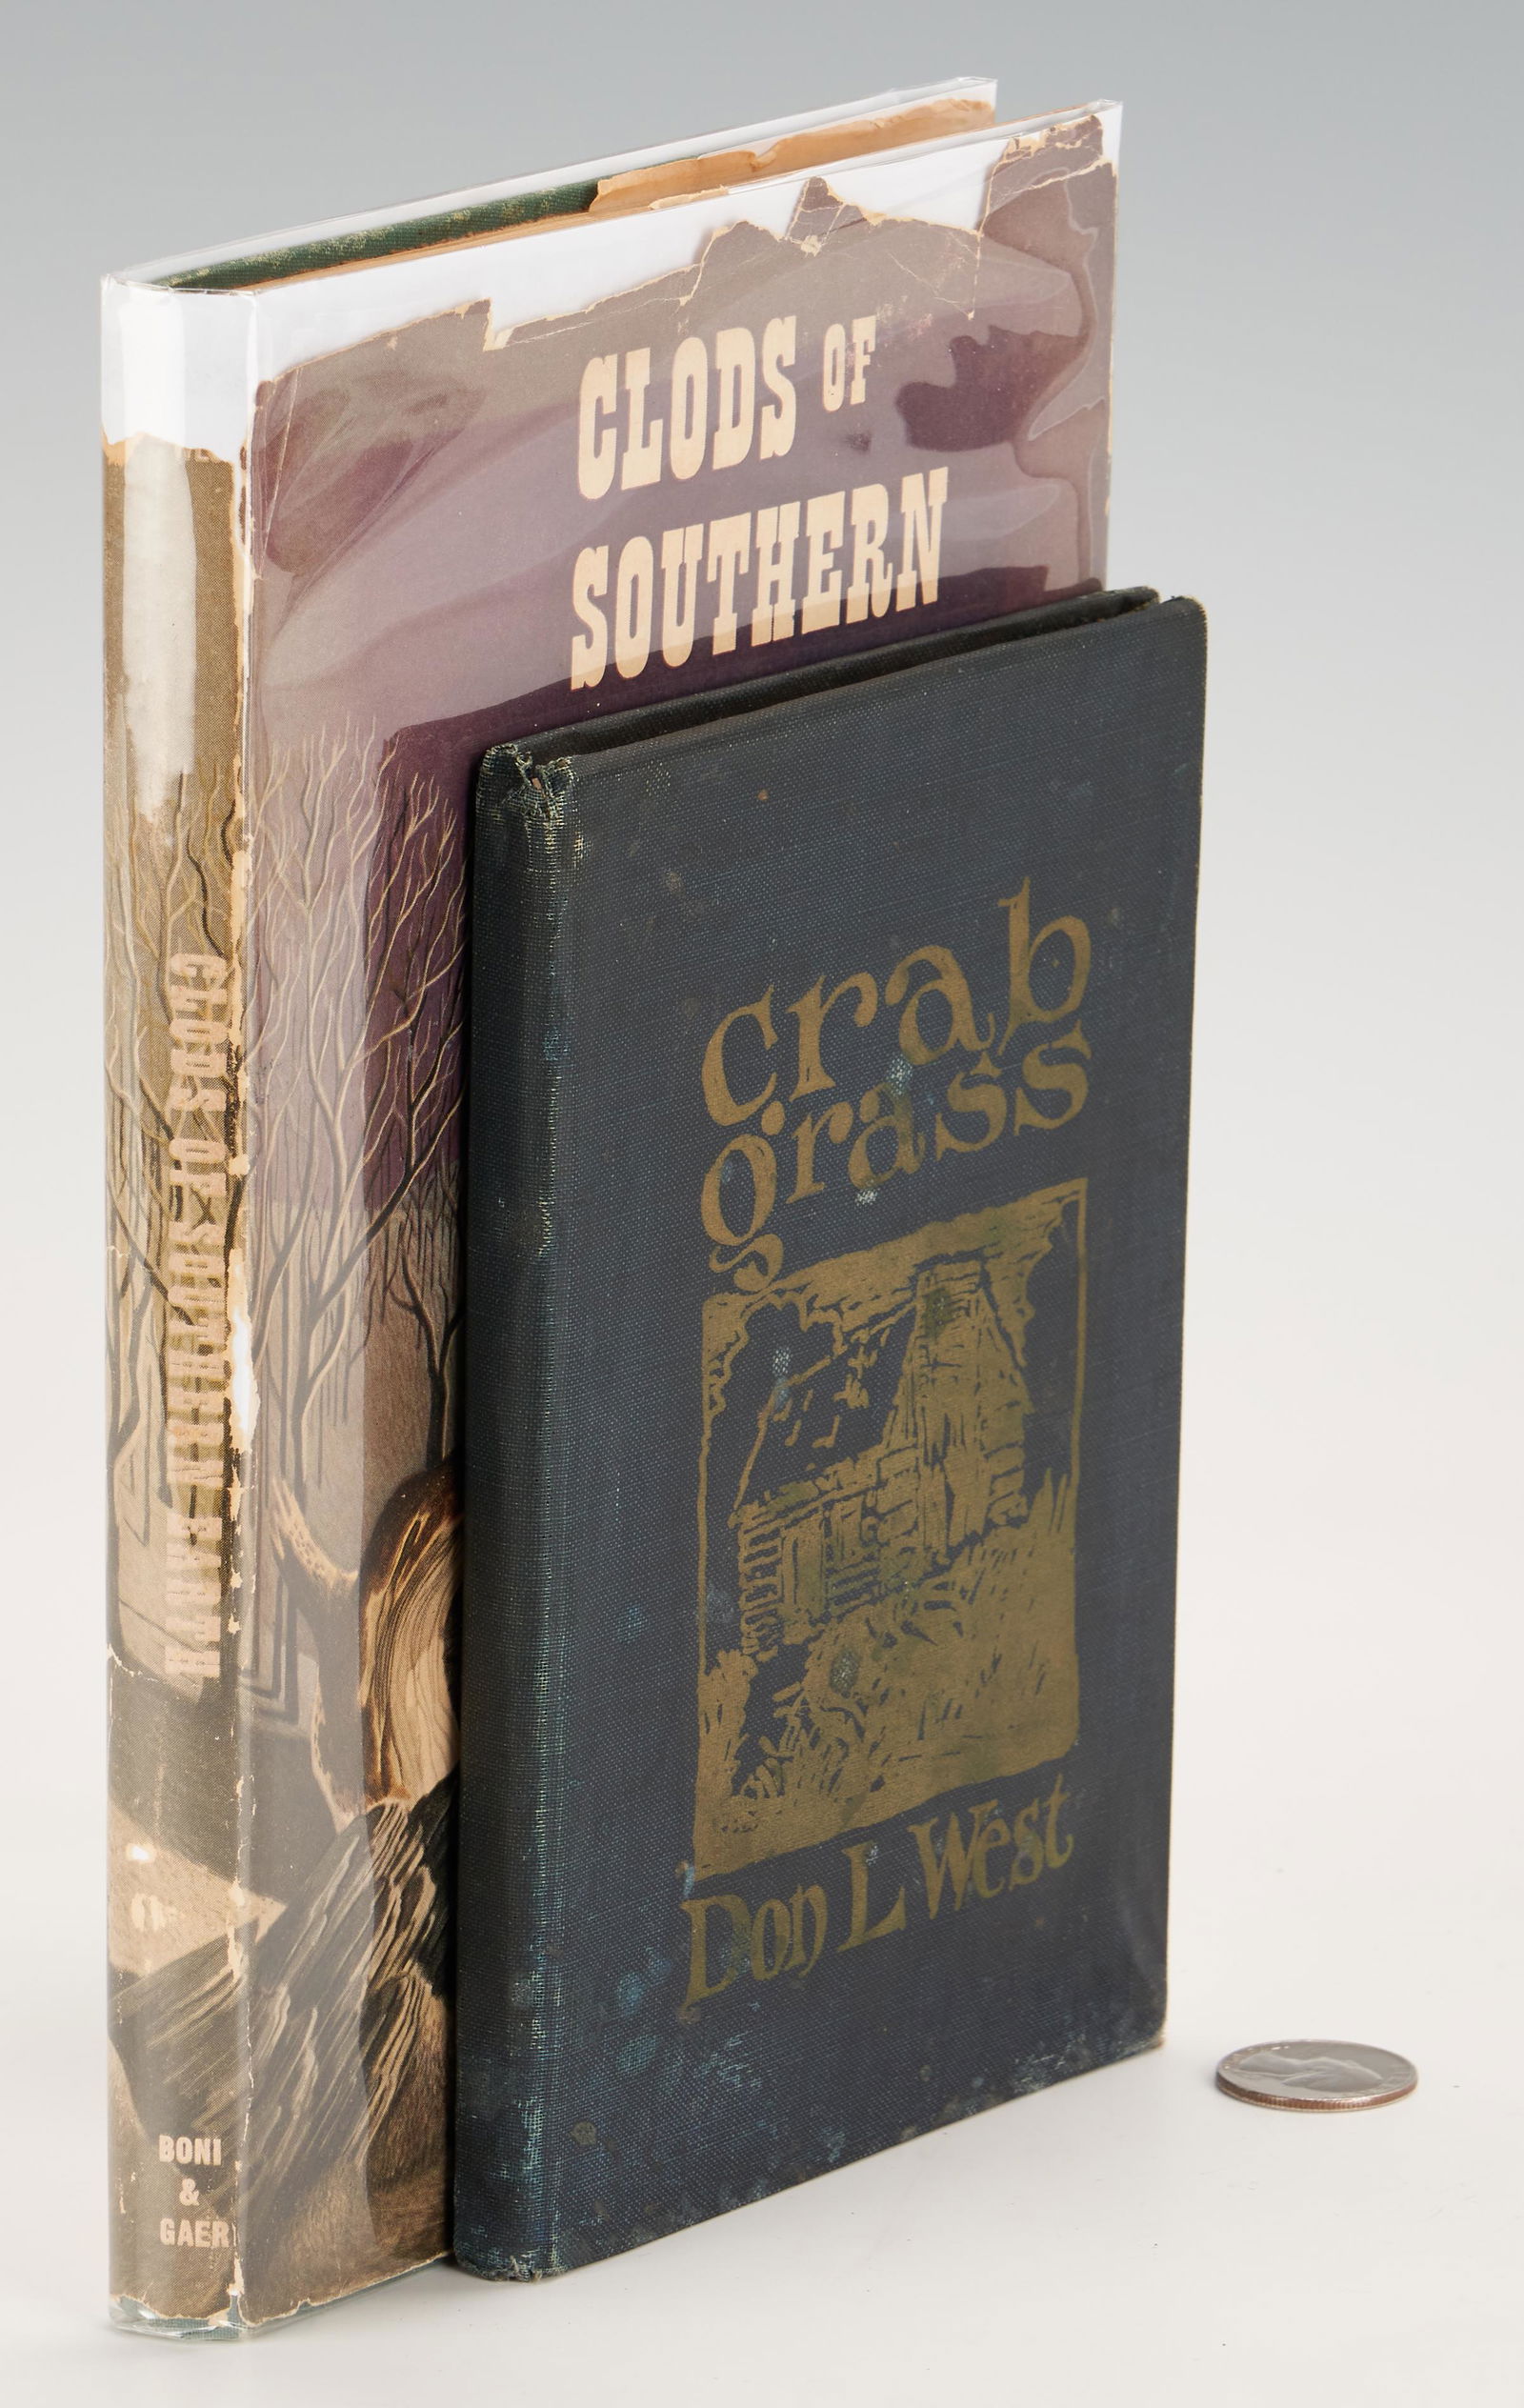 CLODS OF
SOUTHERN
CLODS OF SOUTHERN EARTH
BONI
&
GAER
crab
grass
Don L West